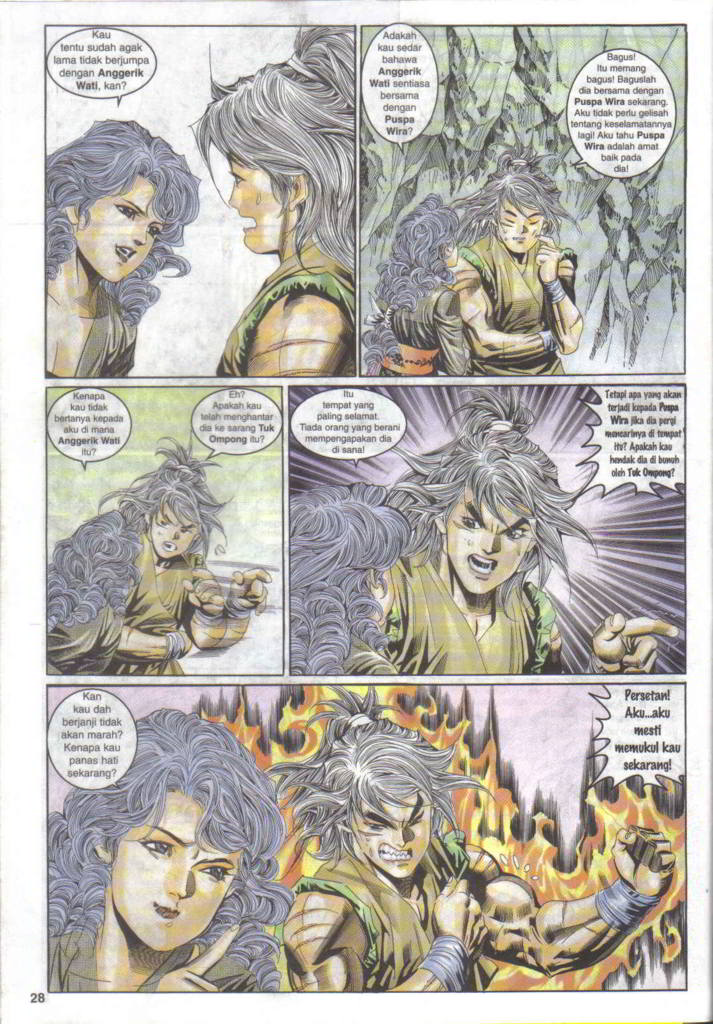 Kau
tentu sudah agak
lama tidak berjumpa
dengan Anggerik
Wati, kan?
Adakah
kau sedar
bahawa
Anggerik
Wati sentiasa
bersama
dengan
Puspa
Wira?
Bagus!
Itu memang
bagus! Baguslah
dia bersama dengan
Puspa Wira sekarang.
Aku tidak perlu gelisah
tentang keselamatannya
lagi! Aku tahu Puspa
Wira adalah amat
baik pada
dia!
Kenapa
kau tidak
bertanya kepada
aku di mana
Anggerik Wati
itu?
Eh?
Apakah kau
telah menghantar
dia ke sarang Tuk
Ompong itu?
Itu
tempat yang
paling selamat.
Tiada orang yang berani
mempengapakan dia
di sana!
Tetapi apa yang akan
terjadi kepada Puspa
Wira jika dia pergi
mencarinya di tempat
itu? Apakah kau
hendak dia di bunuh
oleh Tuk Ompong?
Kan
kau dah
berjanji tidak
akan marah?
Kenapa kau
panas hati
sekarang?
Persetan!
Aku...aku
mesti
memukul kau
sekarang!
28